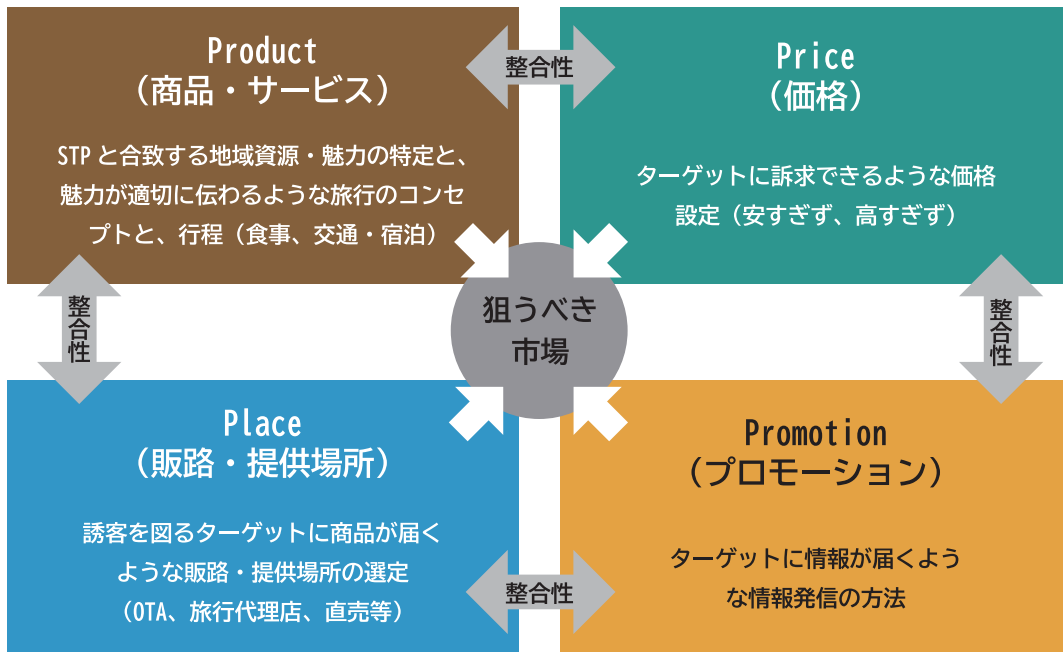 Product
（商品・サービス）
STPと合致する地域資源・魅力の特定と、
魅力が適切に伝わるような旅行のコンセ
プトと、行程（食事、交通・宿泊）
整合性
Price
（価格）
ターゲットに訴求できるような価格
設定（安すぎず、高すぎず）
整合性
狙うべき
市場
整合性
Place
（販路・提供場所）
誘客を図るターゲットに商品が届く
ような販路・提供場所の選定
（OTA、旅行代理店、直売等）
整合性
Promotion
（プロモーション）
ターゲットに情報が届くよう
な情報発信の方法